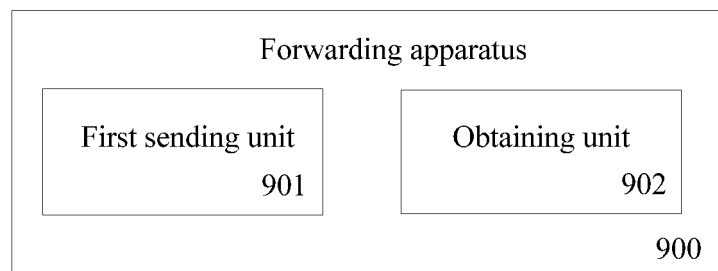 Forwarding apparatus
First sending unit
901
Obtaining unit
902
900